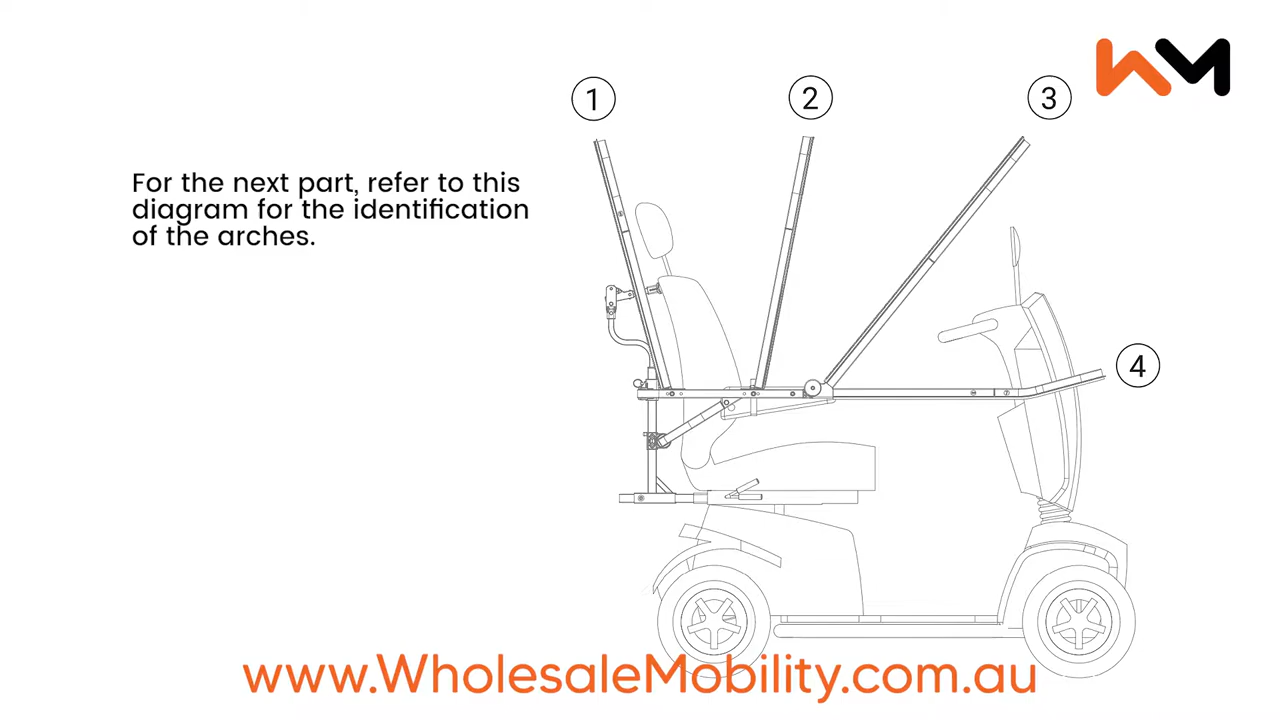 WM
1
2
3
For the next part, refer to this
diagram for the identification
of the arches.
4
www.WholesaleMobility.com.au